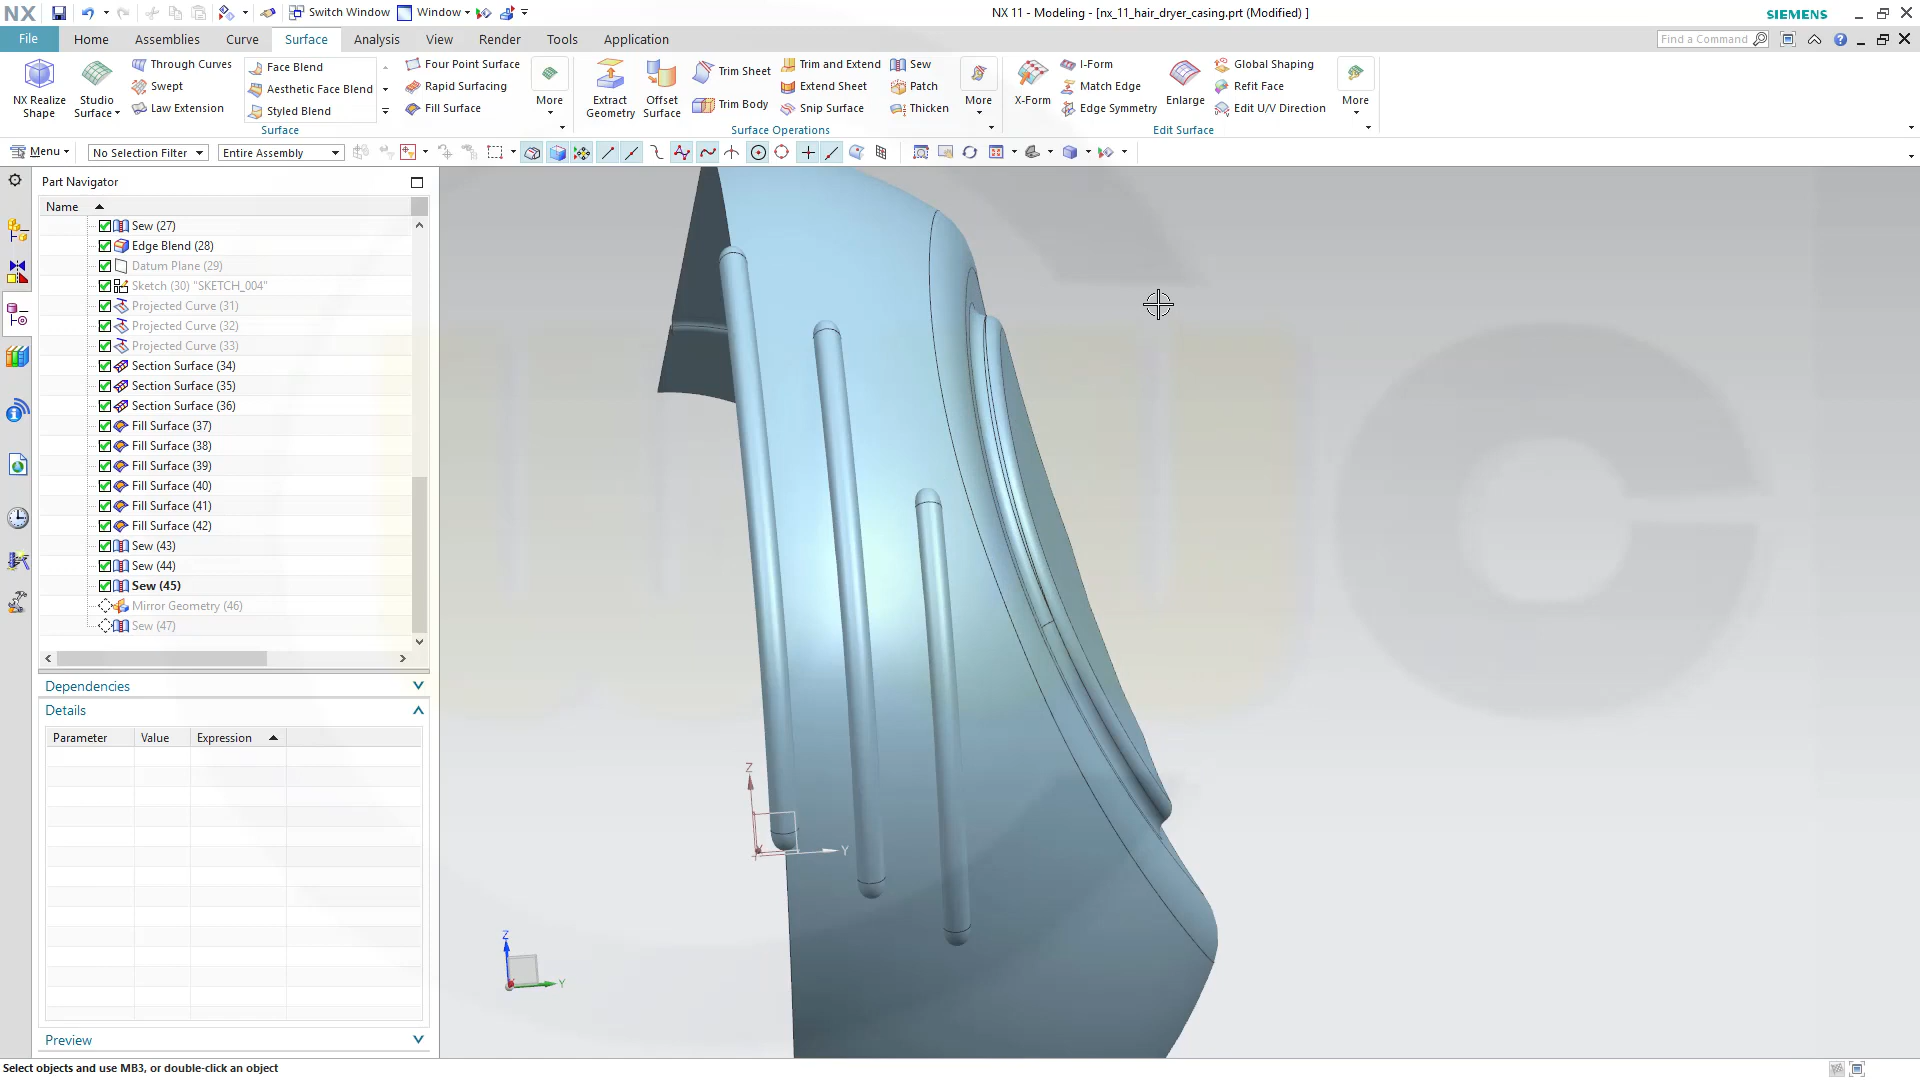 NX
Switch Window
Window
NX 11 - Modeling - [nx_11_hair_dryer_casing.prt (Modified) ]
SIEMENS
File
Home
Assemblies
Curve
Surface
Analysis
View
Render
Tools
Application
Find a Command
NX Realize Shape
Studio Surface
Through Curves
Swept
Law Extension
Face Blend
Aesthetic Face Blend
Styled Blend
Four Point Surface
Rapid Surfacing
Fill Surface
More
Surface
Extract Geometry
Offset Surface
Trim Sheet
Trim Body
Trim and Extend
Extend Sheet
Snip Surface
Sew
Patch
Thicken
More
Surface Operations
X-Form
I-Form
Match Edge
Edge Symmetry
Enlarge
Global Shaping
Refit Face
Edit U/V Direction
More
Edit Surface
Menu
No Selection Filter
Entire Assembly
Part Navigator
Name
Sew (27)
Edge Blend (28)
Datum Plane (29)
Sketch (30) "SKETCH_004"
Projected Curve (31)
Projected Curve (32)
Projected Curve (33)
Section Surface (34)
Section Surface (35)
Section Surface (36)
Fill Surface (37)
Fill Surface (38)
Fill Surface (39)
Fill Surface (40)
Fill Surface (41)
Fill Surface (42)
Sew (43)
Sew (44)
Sew (45)
Mirror Geometry (46)
Sew (47)
Dependencies
Details
Parameter Value Expression
Preview
Z
Y
Z
Y
Select objects and use MB3, or double-click an object